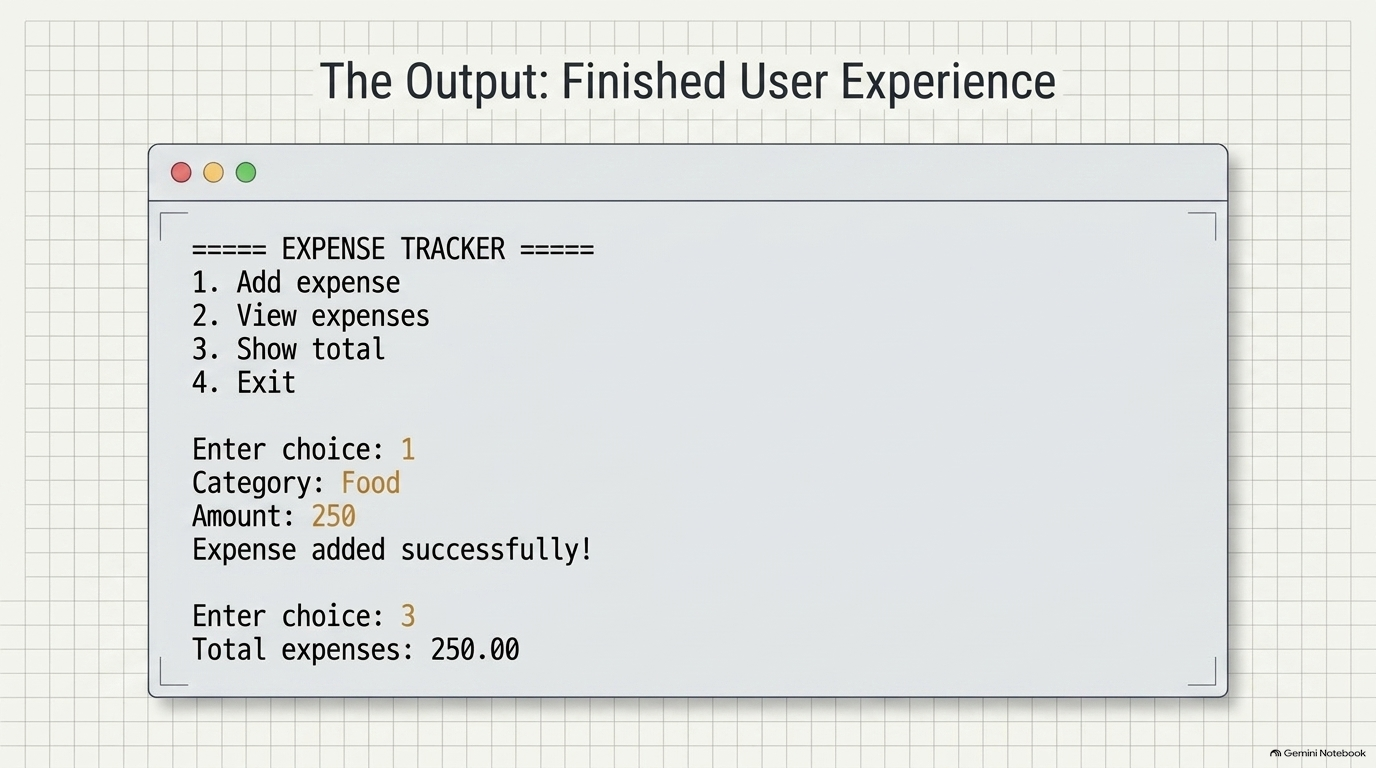 The Output: Finished User Experience
===== EXPENSE TRACKER =====
1. Add expense
2. View expenses
3. Show total
4. Exit
Enter choice: 1
Category: Food
Amount: 250
Expense added successfully!
Enter choice: 3
Total expenses: 250.00
Gemini Notebook